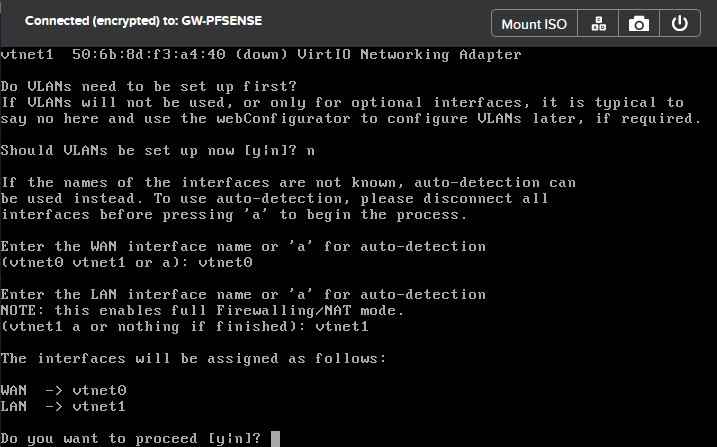 Connected (encrypted) to: GW-PFSENSE
Mount ISO
vtnet1 50:6b:8d:f3:a4:40 (down) VirtIO Networking Adapter
Do VLANs need to be set up first?
If VLANs will not be used, or only for optional interfaces, it is typical to
say no here and use the webConfigurator to configure VLANs later, if required.
Should VLANs be set up now [y|n]? n
If the names of the interfaces are not known, auto-detection can
be used instead. To use auto-detection, please disconnect all
interfaces before pressing 'a' to begin the process.
Enter the WAN interface name or 'a' for auto-detection
(vtnet0 vtnet1 or a): vtnet0
Enter the LAN interface name or 'a' for auto-detection
NOTE: this enables full Firewalling/NAT mode.
(vtnet1 a or nothing if finished): vtnet1
The interfaces will be assigned as follows:
WAN -> vtnet0
LAN -> vtnet1
Do you want to proceed [y|n]?